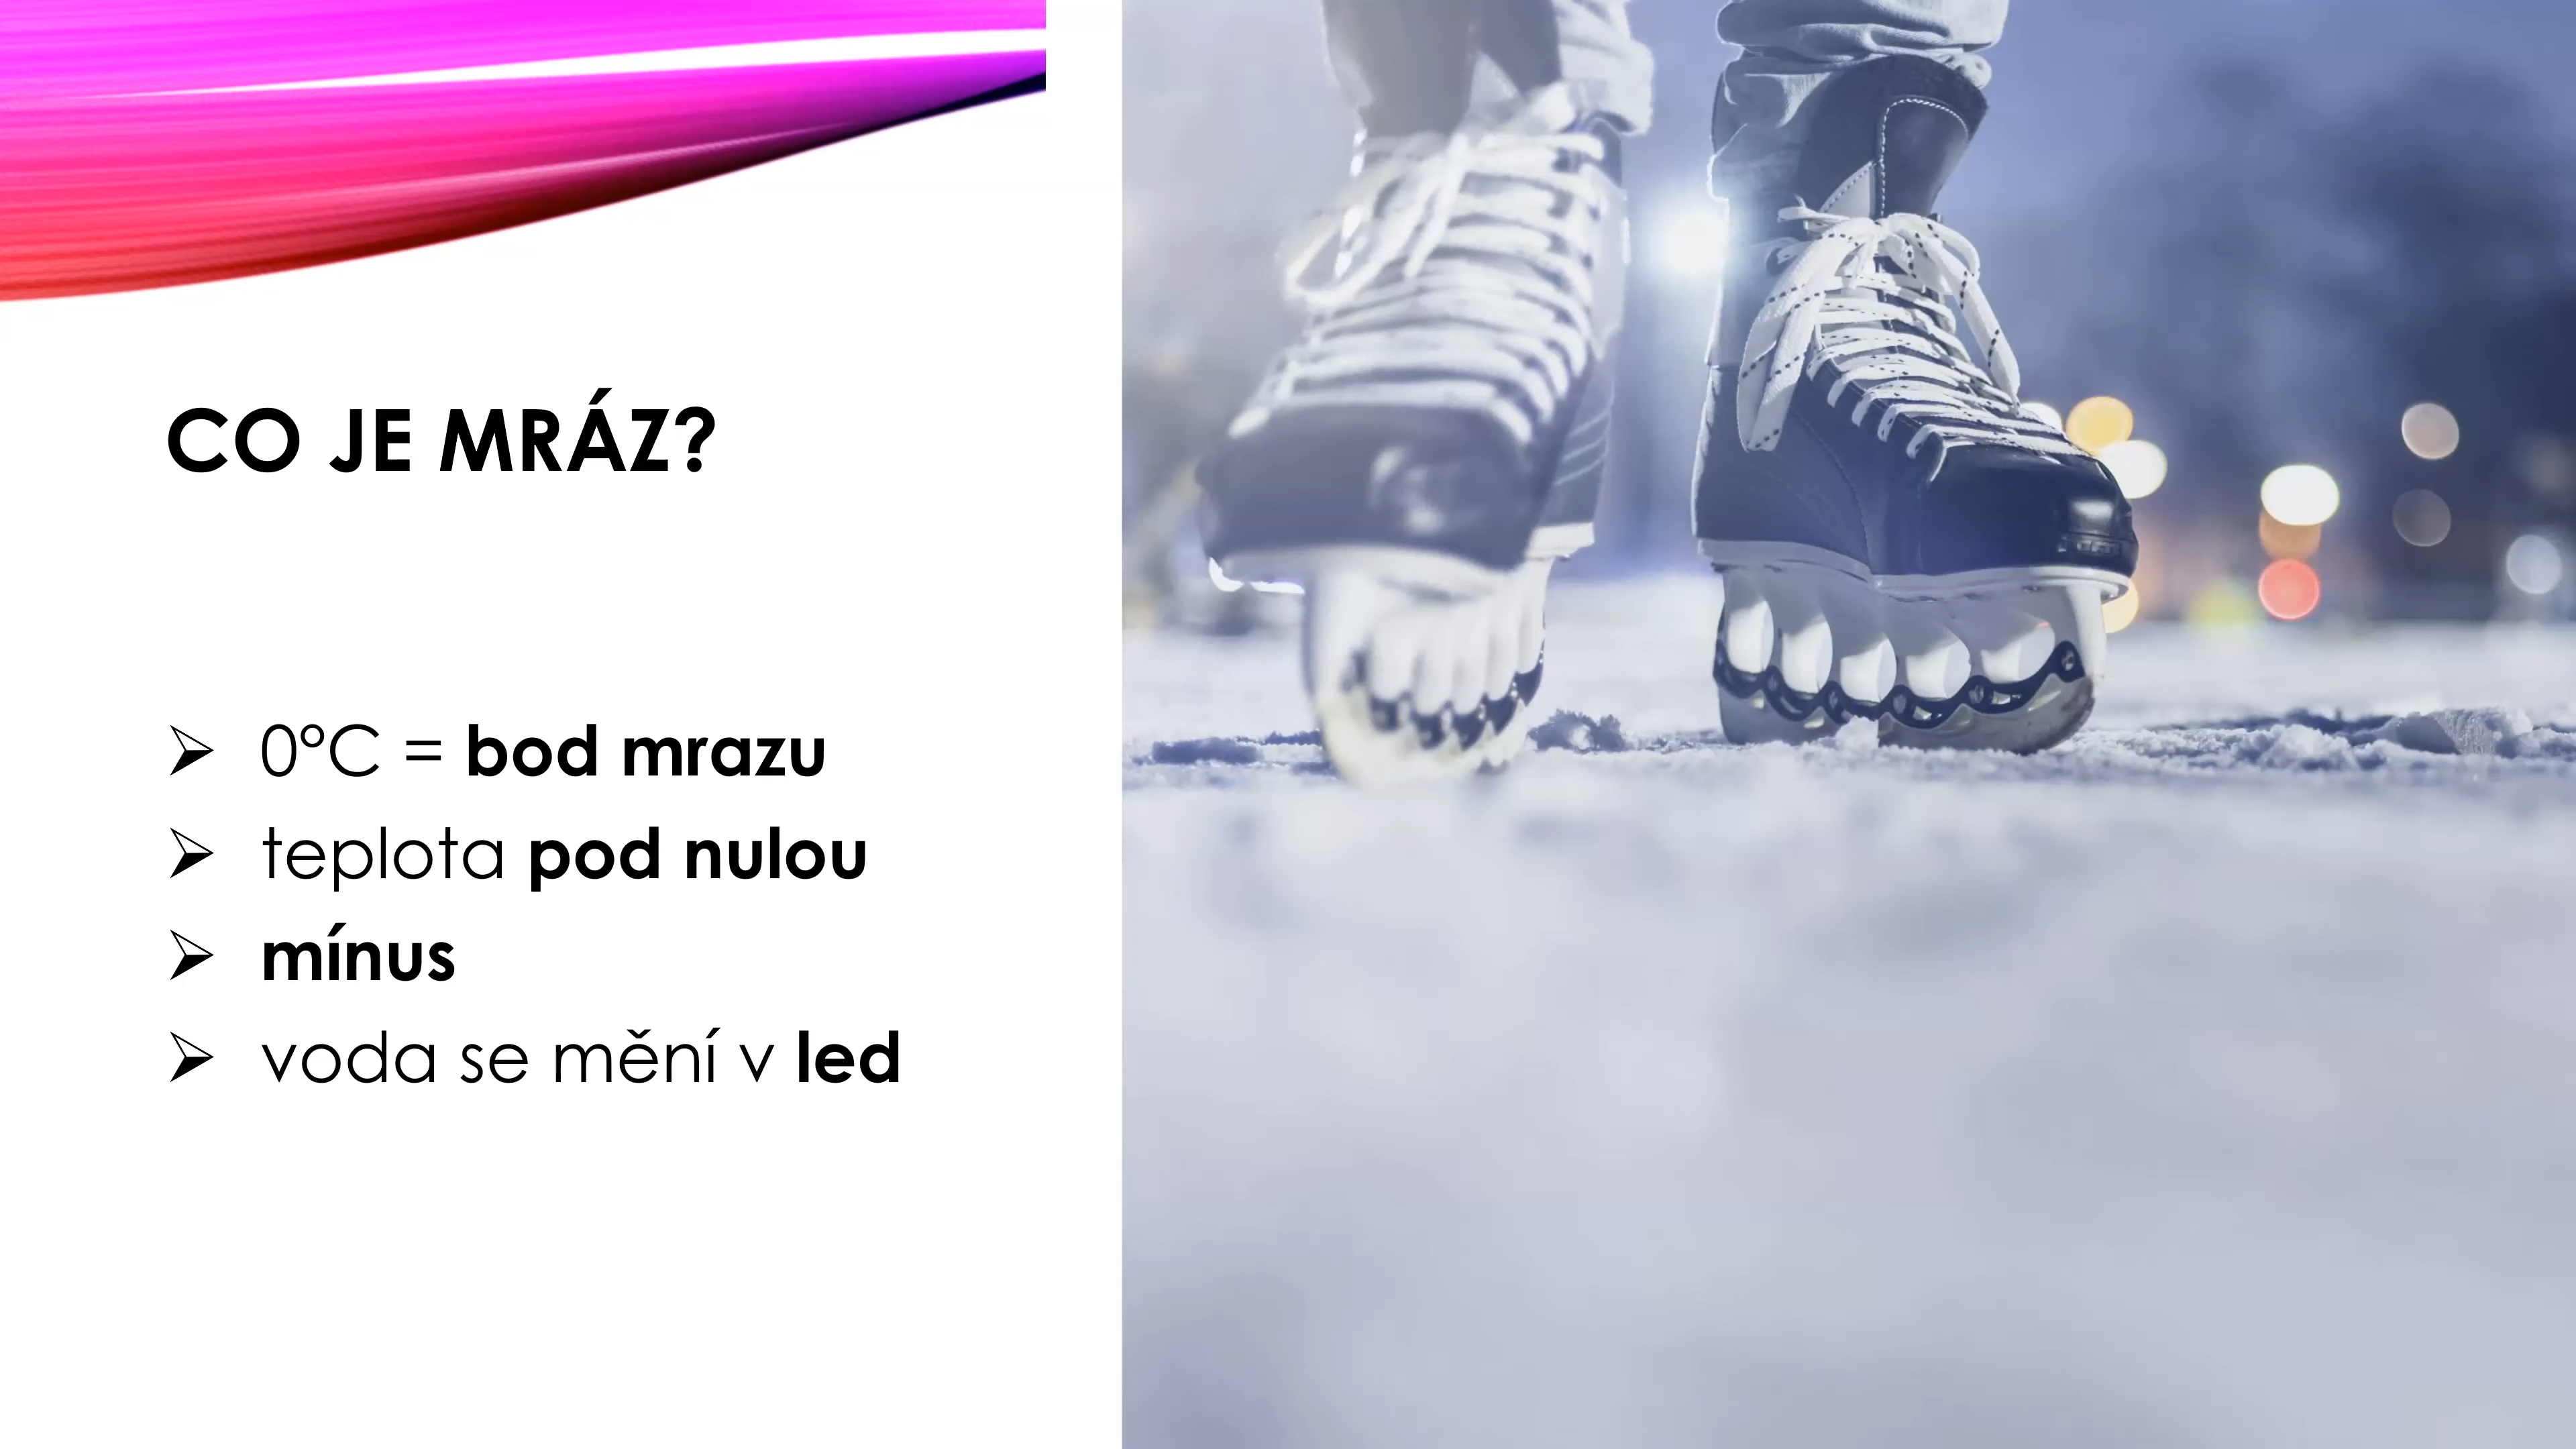 CO JE MRÁZ?
0°C = bod mrazu
teplota pod nulou
mínus
voda se mění v led